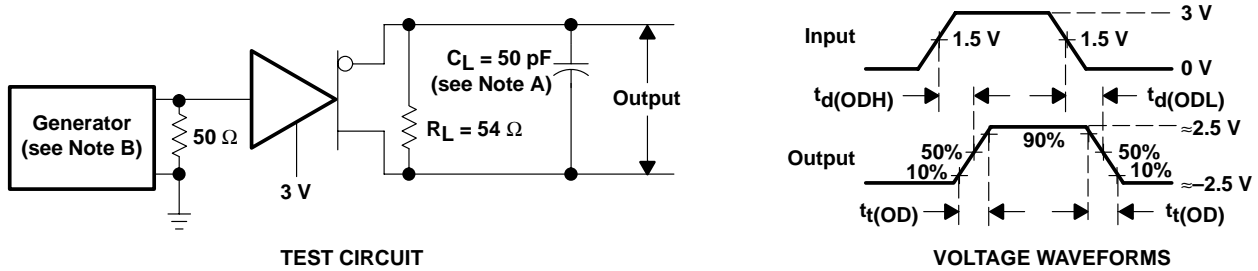 Generator
(see Note B)
50 Ω
3 V
C_L = 50 pF
(see Note A)
R_L = 54 Ω
Output
TEST CIRCUIT
Input
3 V
1.5 V
1.5 V
0 V
t_d(ODH)
t_d(ODL)
Output
≈2.5 V
50%
90%
50%
10%
10%
≈–2.5 V
t_t(OD)
t_t(OD)
VOLTAGE WAVEFORMS